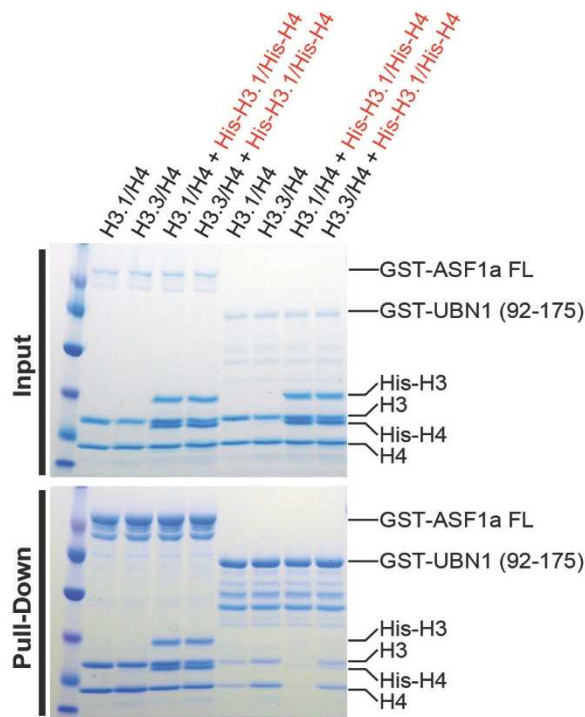 H3.1/H4
H3.3/H4
H3.1/H4 + His-H3.1/His-H4
H3.3/H4 + His-H3.1/His-H4
H3.1/H4
H3.3/H4
H3.1/H4 + His-H3.1/His-H4
H3.3/H4 + His-H3.1/His-H4
Input
GST-ASF1a FL
GST-UBN1 (92-175)
His-H3
H3
His-H4
H4
Pull-Down
GST-ASF1a FL
GST-UBN1 (92-175)
His-H3
H3
His-H4
H4